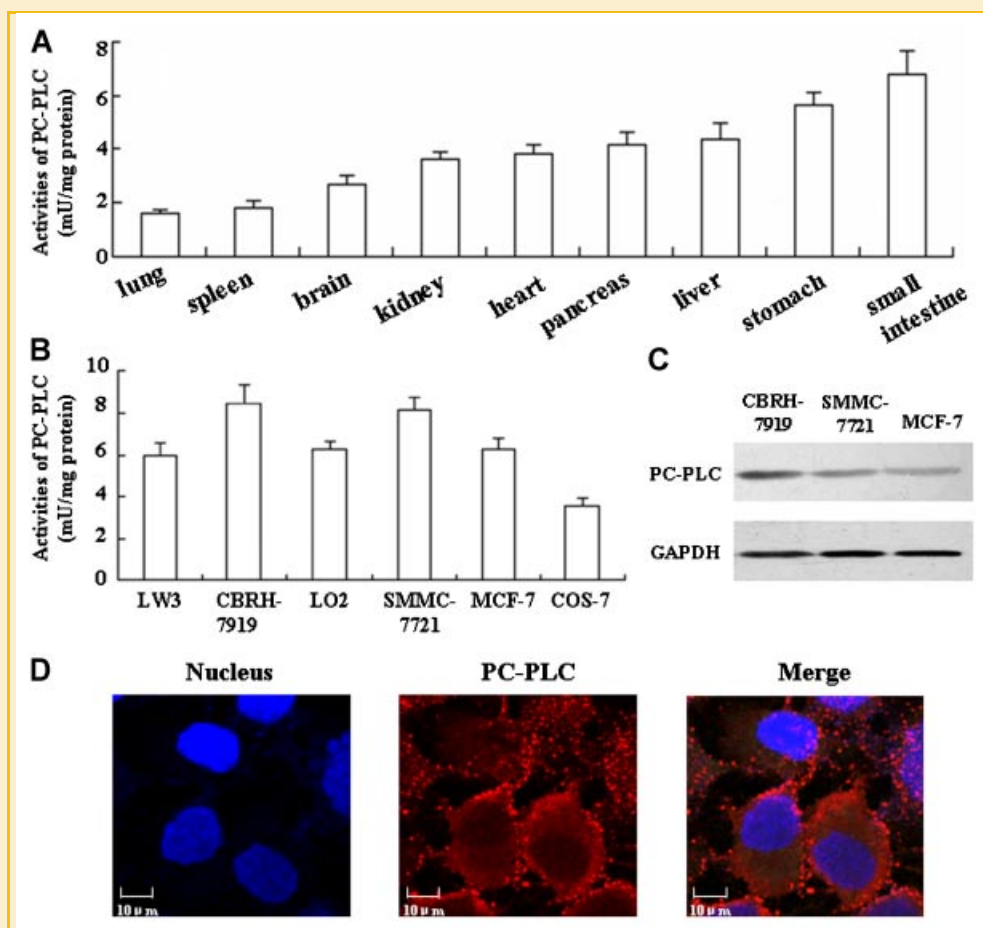 A
Activities of PC-PLC
(mU/mg protein)
8
6
4
2
0
lung
spleen
brain
kidney
heart
pancreas
liver
stomach
small
intestine
B
Activities of PC-PLC
(mU/mg protein)
10
8
6
4
2
0
LW3
CBRH-
7919
LO2
SMMC-
7721
MCF-7
COS-7
C
CBRH-
7919
SMMC-
7721
MCF-7
PC-PLC
GAPDH
D
Nucleus
PC-PLC
Merge
10 μm
10 μm
10 μm